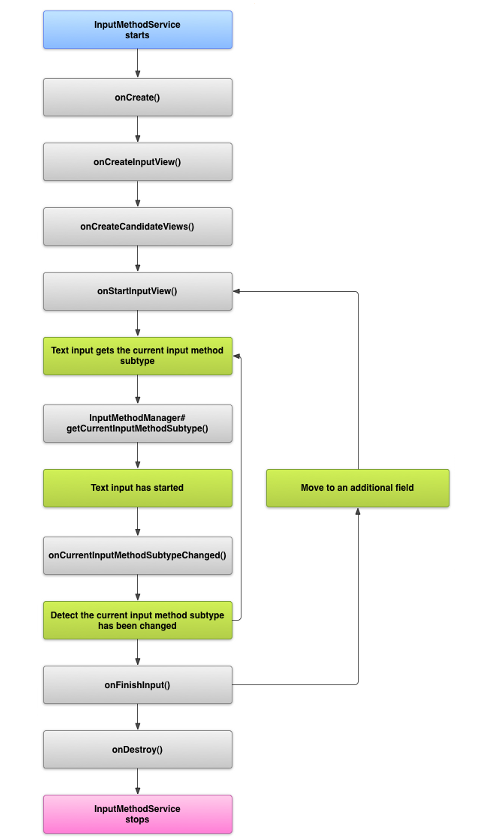 InputMethodService
starts
onCreate()
onCreateInputView()
onCreateCandidateViews()
onStartInputView()
Text input gets the current input method
subtype
InputMethodManager#
getCurrentInputMethodSubtype()
Text input has started
Move to an additional field
onCurrentInputMethodSubtypeChanged()
Detect the current input method subtype
has been changed
onFinishInput()
onDestroy()
InputMethodService
stops